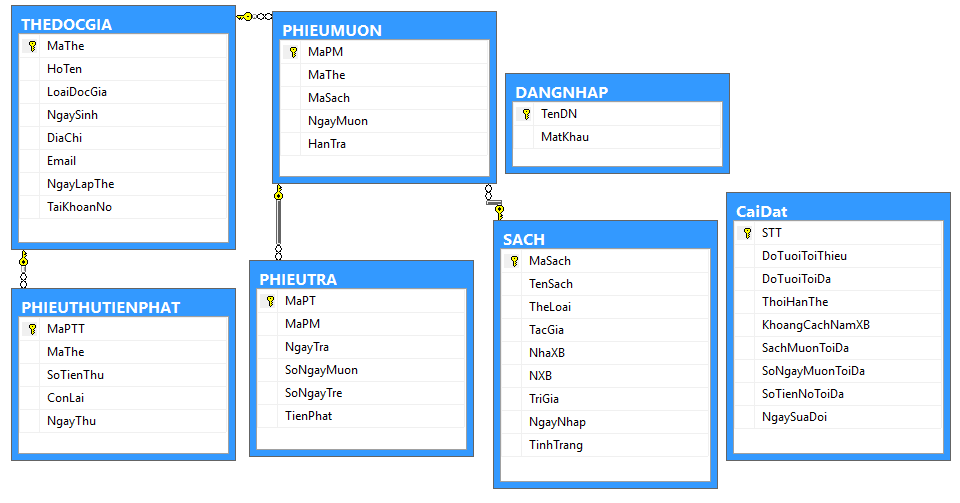 THEDOCGIA
MaThe
HoTen
LoaiDocGia
NgaySinh
DiaChi
Email
NgayLapThe
TaiKhoanNo
PHIEUMUON
MaPM
MaThe
MaSach
NgayMuon
HanTra
DANGNHAP
TenDN
MatKhau
PHIEUTHUTIENPHAT
MaPTT
MaThe
SoTienThu
ConLai
NgayThu
PHIEUTRA
MaPT
MaPM
NgayTra
SoNgayMuon
SoNgayTre
TienPhat
SACH
MaSach
TenSach
TheLoai
TacGia
NhaXB
NXB
TriGia
NgayNhap
TinhTrang
CaiDat
STT
DoTuoiToiThieu
DoTuoiToiDa
ThoiHanThe
KhoangCachNamXB
SachMuonToiDa
SoNgayMuonToiDa
SoTienNoToiDa
NgaySuaDoi